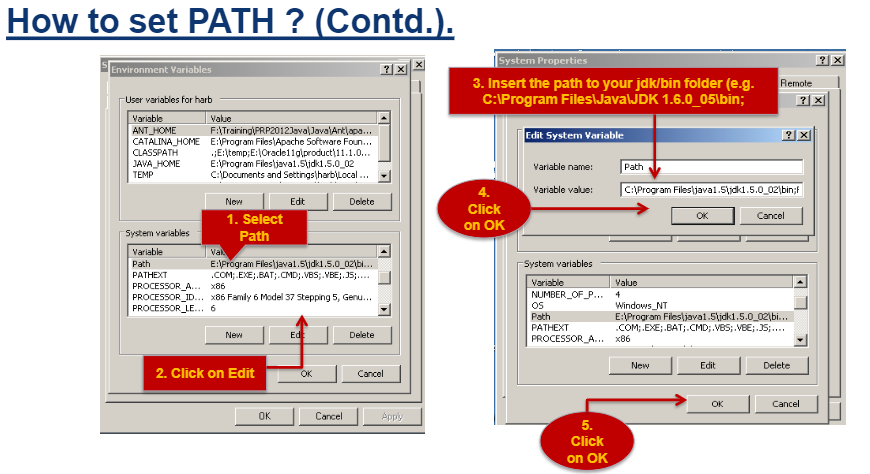 How to set PATH ? (Contd.).
Environment Variables
User variables for harb
Variable Value
ANT_HOME F:\Training\PRP2012Java\Java\Ant\apa...
CATALINA_HOME E:\Program Files\Apache Software Foun...
CLASSPATH .;E:\temp;E:\Oracle11g\product\11.1.0...
JAVA_HOME E:\Program Files\java1.5\jdk1.5.0_02
TEMP C:\Documents and Settings\harb\Local ...
New Edit Delete
1. Select
Path
System variables
Variable
Path E:\Program Files\java1.5\jdk1.5.0_02\bi...
PATHEXT .COM;.EXE;.BAT;.CMD;.VBS;.VBE;.JS;....
PROCESSOR_A... x86
PROCESSOR_ID... x86 Family 6 Model 37 Stepping 5, Genu...
PROCESSOR_LE... 6
New Edit Delete
2. Click on Edit
OK Cancel
OK Cancel Apply
System Properties
3. Insert the path to your jdk/bin folder (e.g.
C:\Program Files\Java\JDK 1.6.0_05\bin;
Remote
Edit System Variable
Variable name: Path
Variable value: C:\Program Files\java1.5\jdk1.5.0_02\bin;
4.
Click
on OK
OK Cancel
System variables
Variable Value
NUMBER_OF_P... 4
OS Windows_NT
Path E:\Program Files\java1.5\jdk1.5.0_02\bi...
PATHEXT .COM;.EXE;.BAT;.CMD;.VBS;.VBE;.JS;....
PROCESSOR_A... x86
New Edit Delete
OK Cancel
5.
Click
on OK